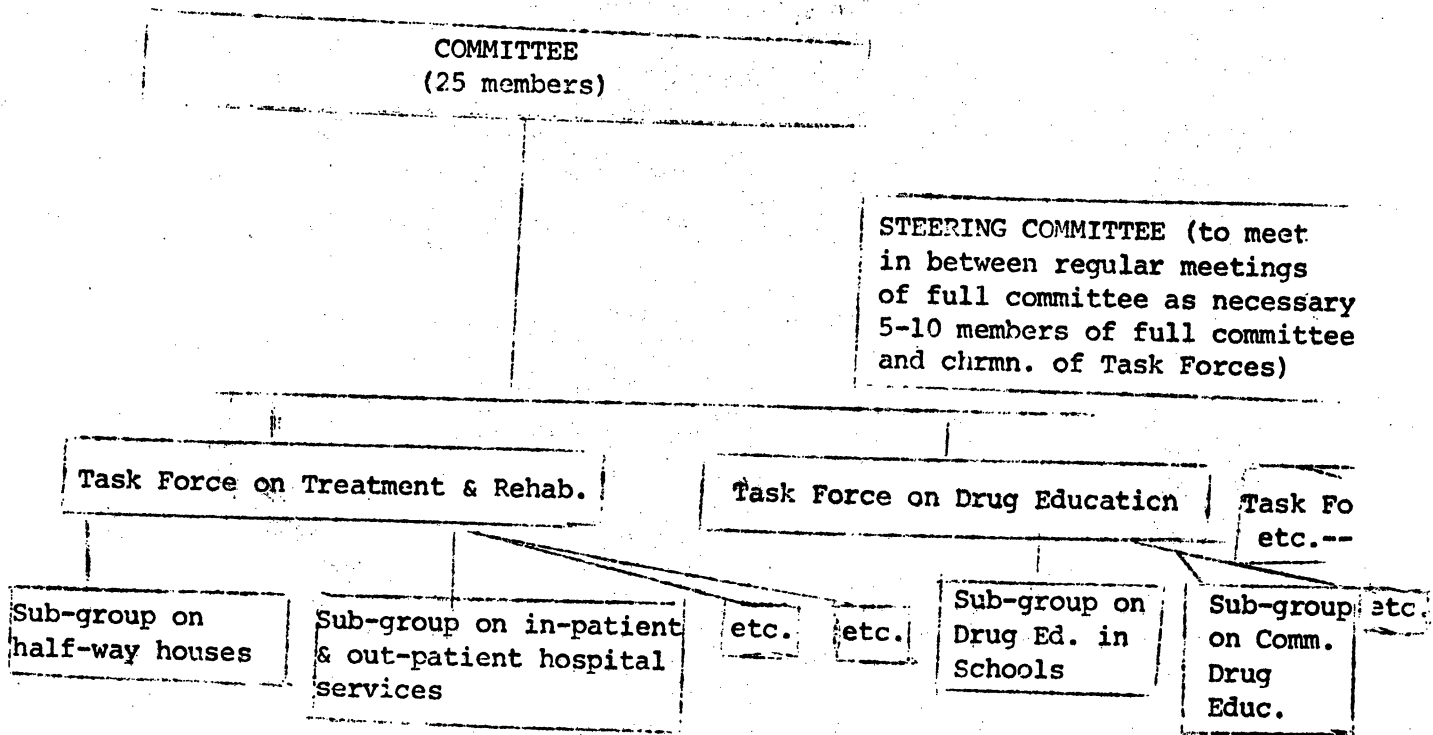 COMMITTEE
(25 members)
STEERING COMMITTEE (to meet
in between regular meetings
of full committee as necessary
5-10 members of full committee
and chrmn. of Task Forces)
Task Force on Treatment & Rehab.
Task Force on Drug Education
Task Fo
etc.--
Sub-group on
half-way houses
Sub-group on in-patient
& out-patient hospital
services
etc.
etc.
Sub-group on
Drug Ed. in
Schools
Sub-group
on Comm.
Drug
Educ.
etc.